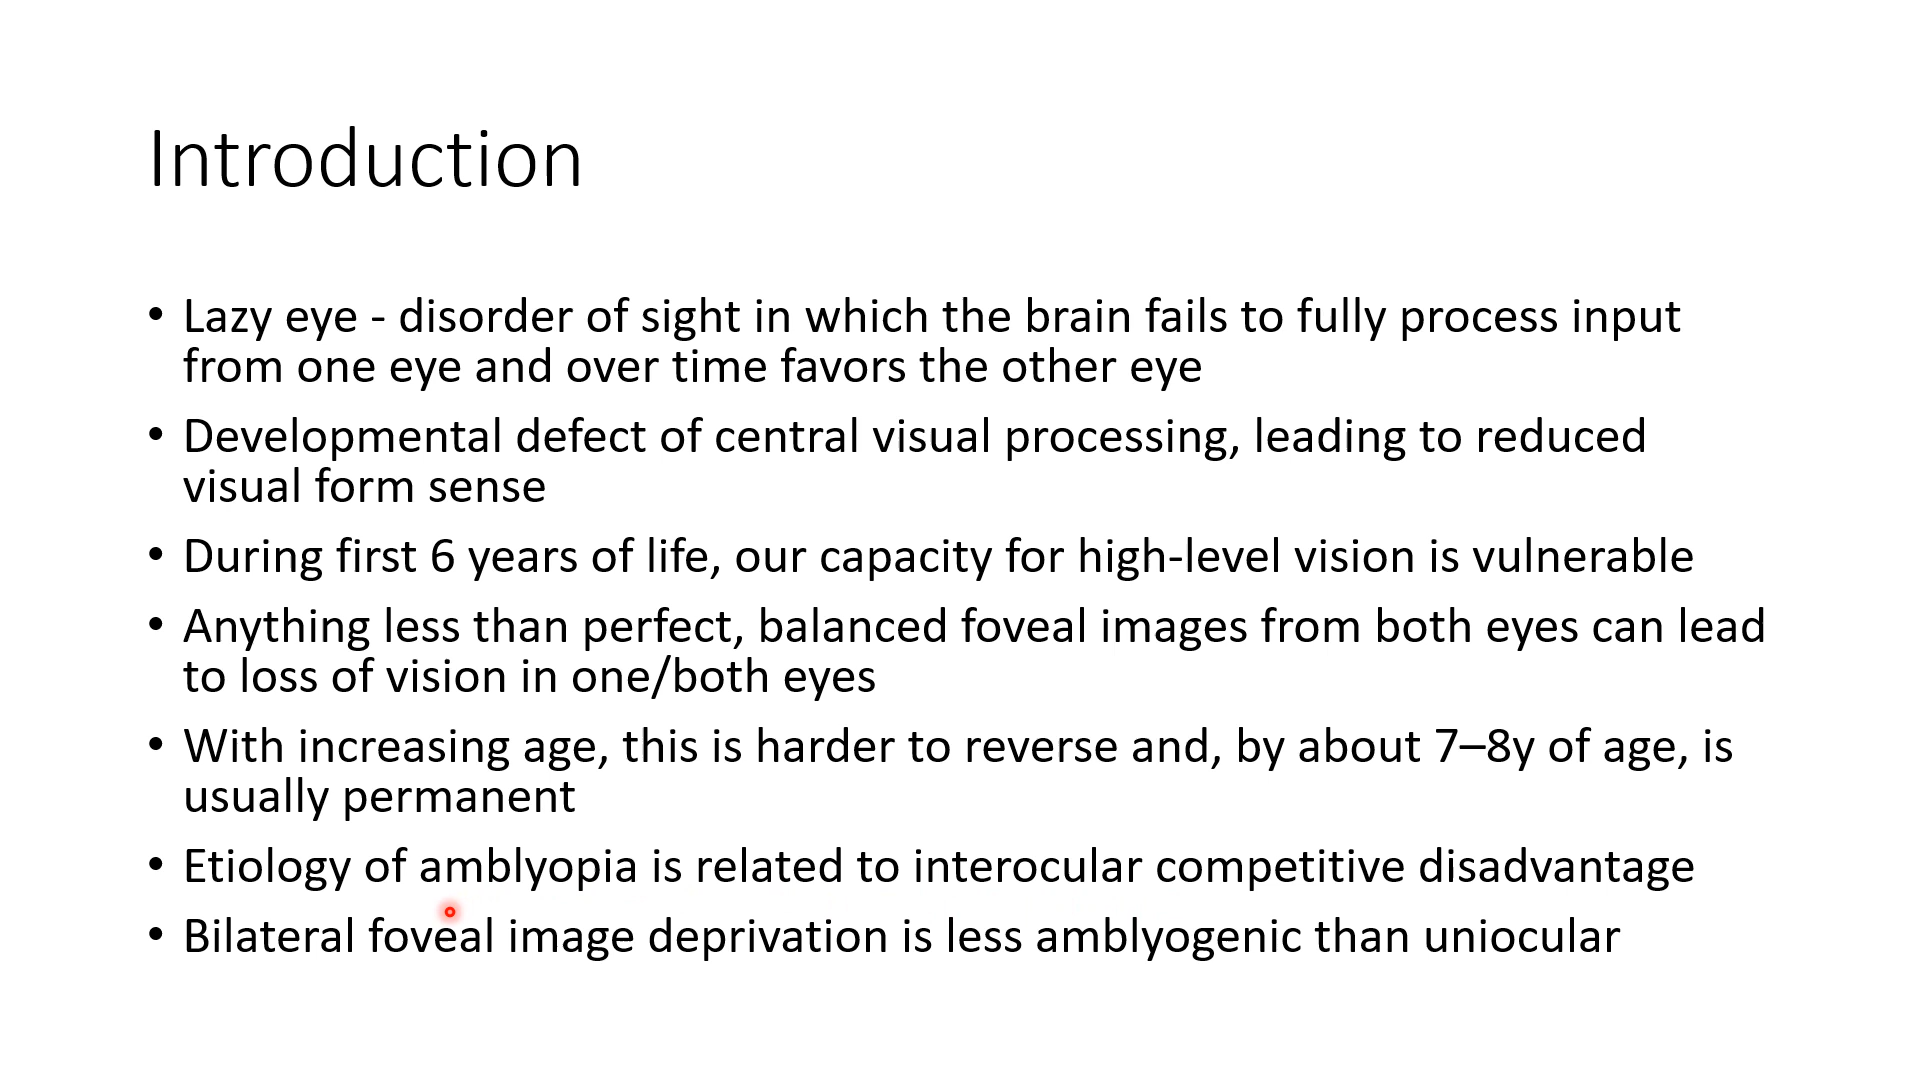 Introduction
• Lazy eye - disorder of sight in which the brain fails to fully process input
from one eye and over time favors the other eye
• Developmental defect of central visual processing, leading to reduced
visual form sense
• During first 6 years of life, our capacity for high-level vision is vulnerable
• Anything less than perfect, balanced foveal images from both eyes can lead
to loss of vision in one/both eyes
• With increasing age, this is harder to reverse and, by about 7–8y of age, is
usually permanent
• Etiology of amblyopia is related to interocular competitive disadvantage
• Bilateral foveal image deprivation is less amblyogenic than uniocular